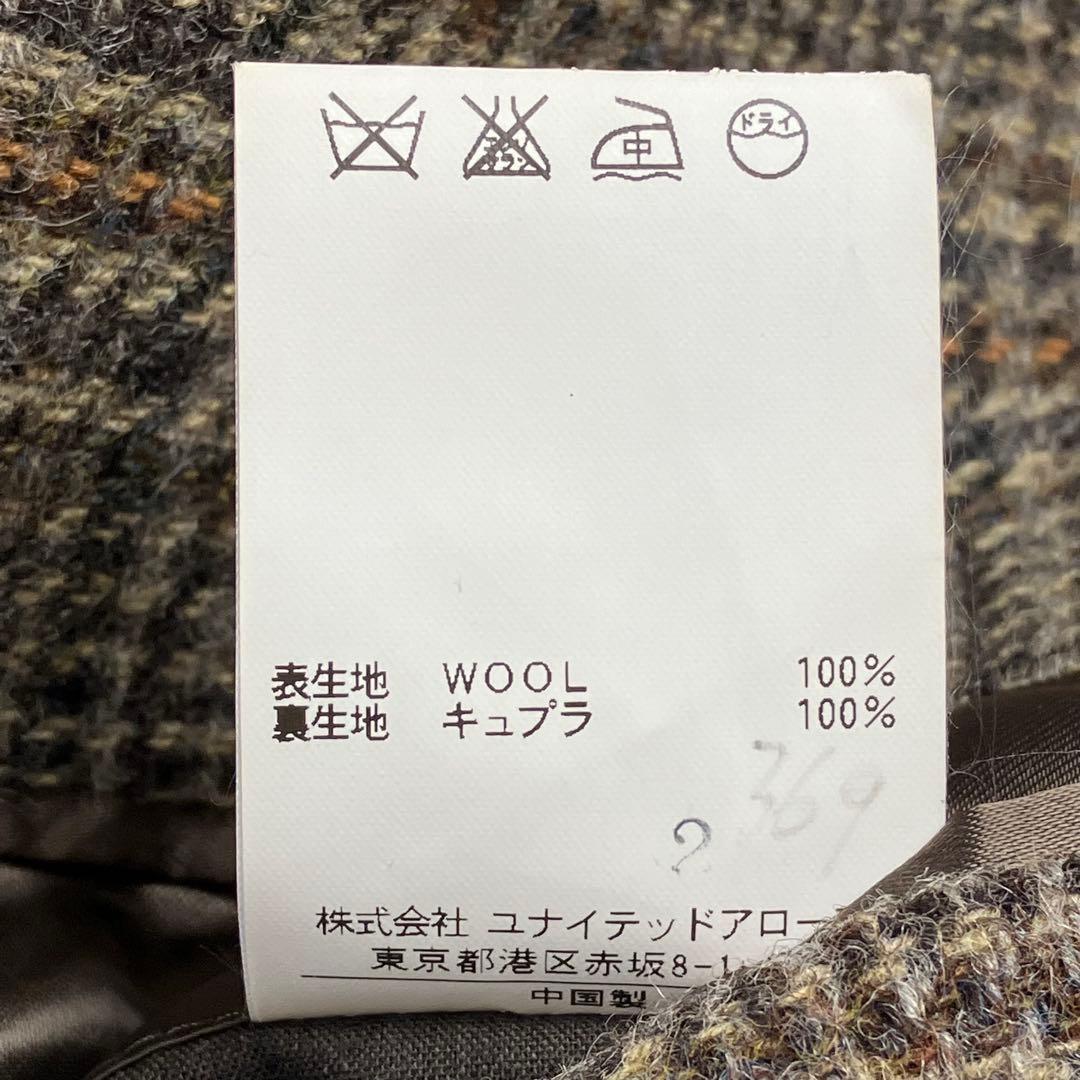 中 ドライ
表生地 WOOL 100%
裏生地 キュプラ 100%
369
2
株式会社 ユナイテッドアロー
東京都港区赤坂8-1
中国製